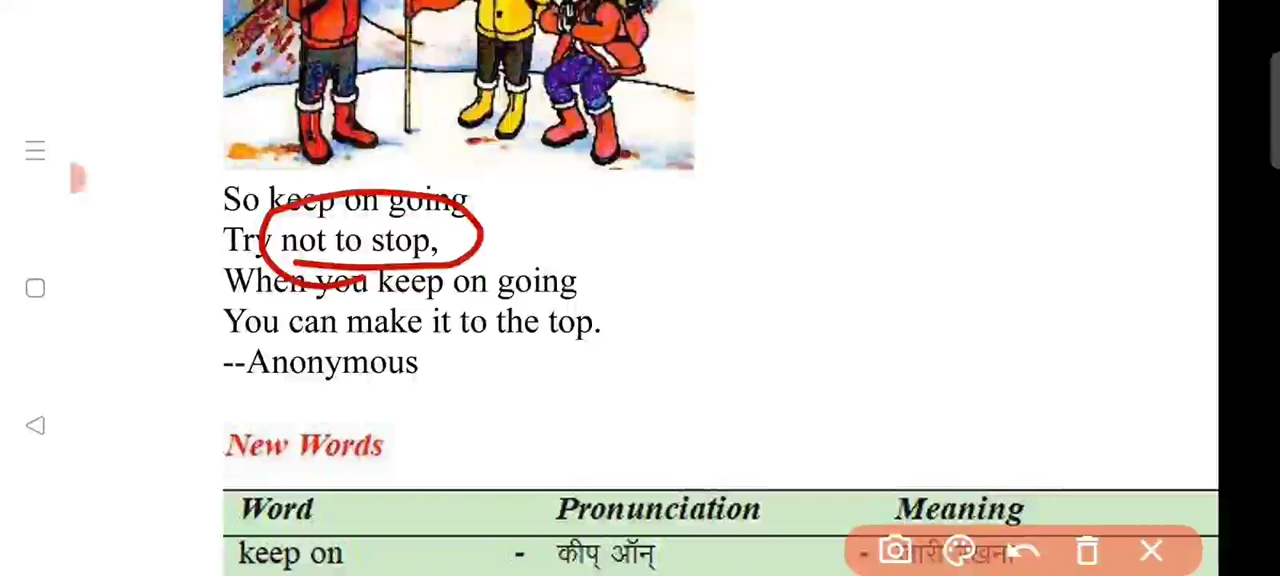 So keep on going
Try not to stop,
When you keep on going
You can make it to the top.
--Anonymous
New Words
Word Pronunciation Meaning
keep on - कीप् ऑन् -